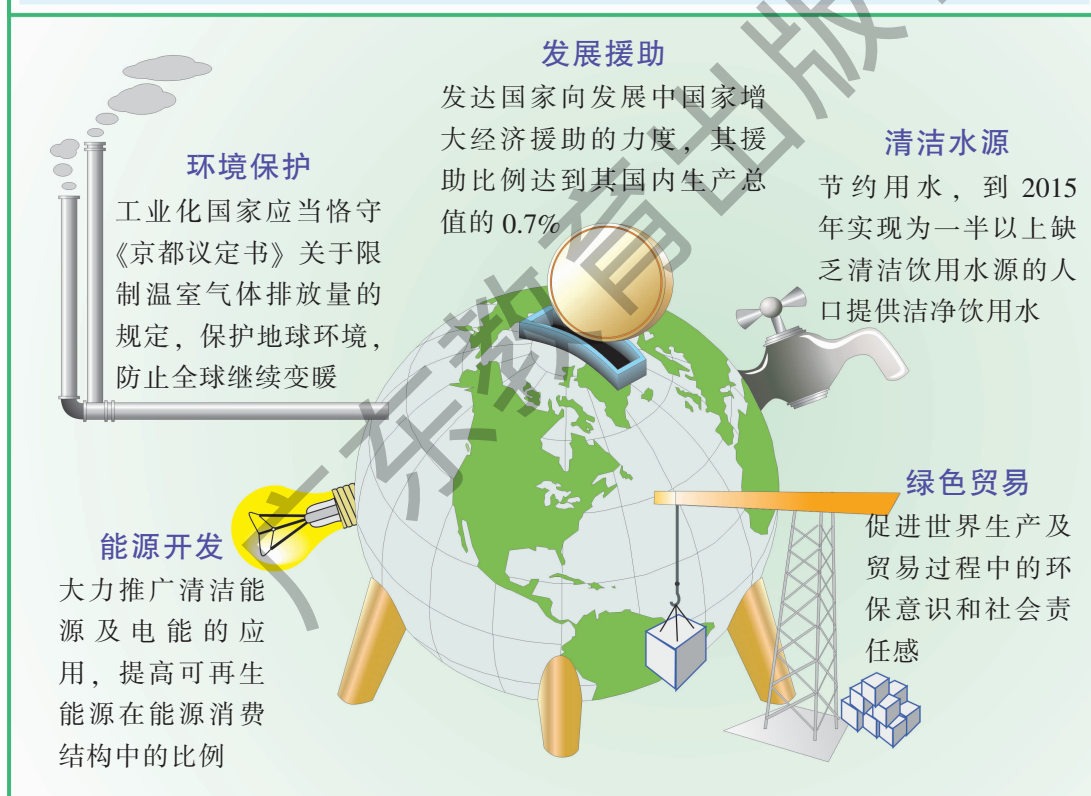 发展援助
发达国家向发展中国家增
大经济援助的力度，其援
助比例达到其国内生产总
值的 0.7%
环境保护
工业化国家应当恪守
《京都议定书》关于限
制温室气体排放量的
规定，保护地球环境，
防止全球继续变暖
清洁水源
节约用水，到 2015
年实现为一半以上缺
乏清洁饮用水源的人
口提供洁净饮用水
能源开发
大力推广清洁能
源及电能的应
用，提高可再生
能源在能源消费
结构中的比例
绿色贸易
促进世界生产及
贸易过程中的环
保意识和社会责
任感
广东教育出版